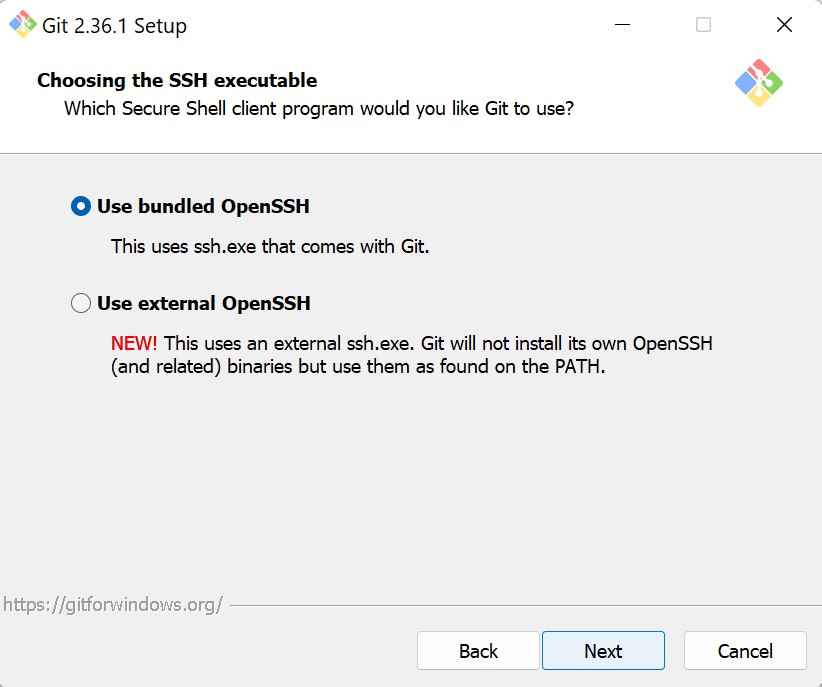 Git 2.36.1 Setup
Choosing the SSH executable
Which Secure Shell client program would you like Git to use?
Use bundled OpenSSH
This uses ssh.exe that comes with Git.
Use external OpenSSH
NEW! This uses an external ssh.exe. Git will not install its own OpenSSH
(and related) binaries but use them as found on the PATH.
https://gitforwindows.org/
Back Next Cancel